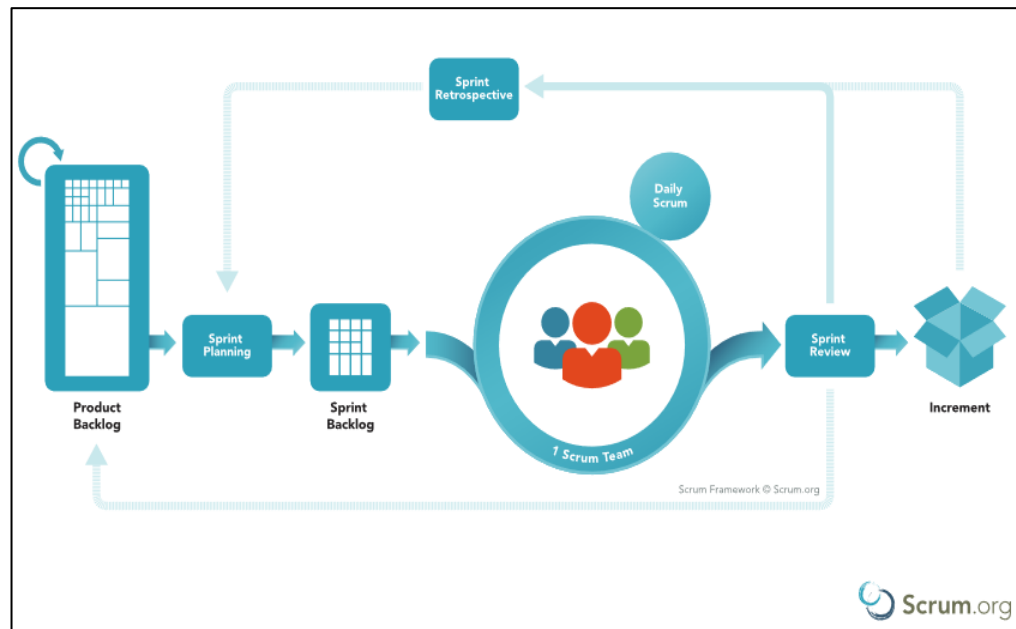 Sprint
Retrospective
Daily
Scrum
Sprint
Planning
Sprint
Review
Product
Backlog
Sprint
Backlog
Increment
1 Scrum Team
Scrum Framework © Scrum.org
Scrum.org